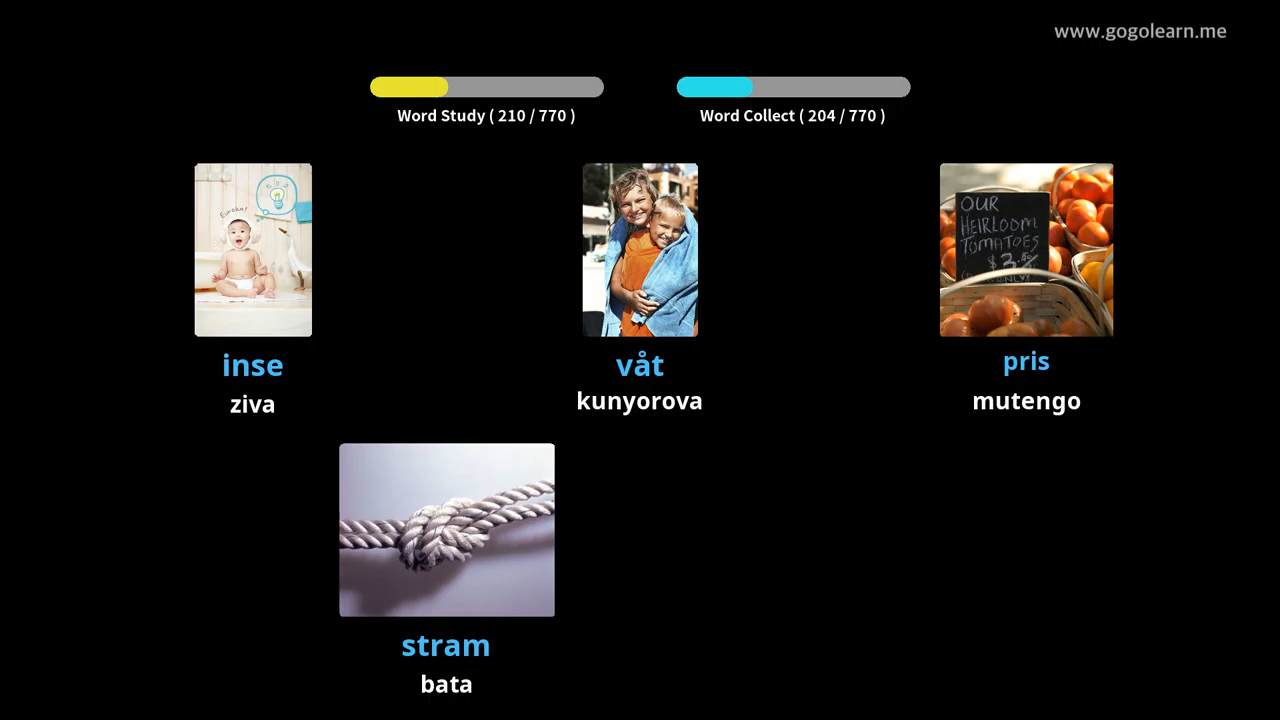 www.gogolearn.me
Word Study ( 210 / 770 )
Word Collect ( 204 / 770 )
Eureka!
OUR
HEIRLOOM
TOMATOES
inse
våt
pris
ziva
kunyorova
mutengo
stram
bata